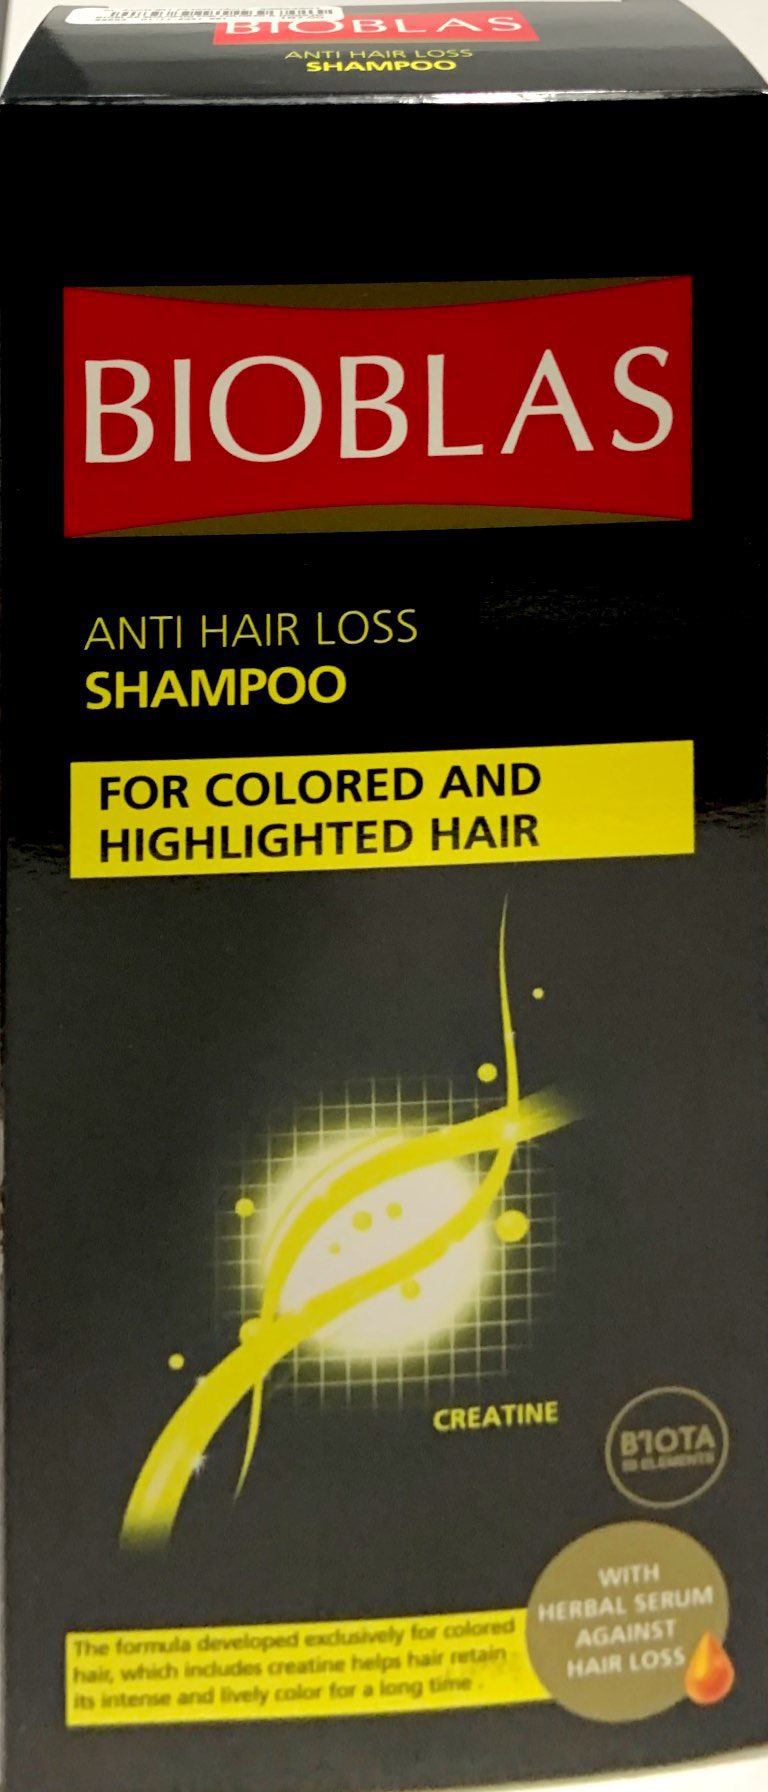 BIOBLAS
ANTI HAIR LOSS
SHAMPOO
BIOBLAS
ANTI HAIR LOSS
SHAMPOO
FOR COLORED AND
HIGHLIGHTED HAIR
CREATINE
B'IOTA
ELEMENTS
WITH
HERBAL SERUM
AGAINST
HAIR LOSS
The formula developed exclusively for colored
hair, which includes creatine helps hair retain
its intense and lively color for a long time .